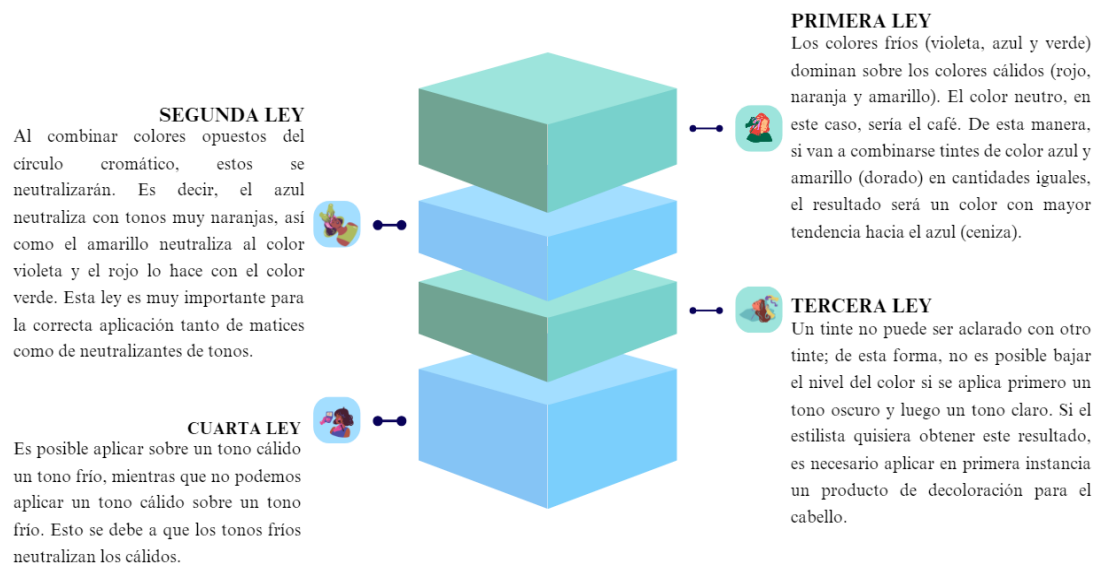 PRIMERA LEY
Los colores fríos (violeta, azul y verde)
dominan sobre los colores cálidos (rojo,
naranja y amarillo). El color neutro, en
este caso, sería el café. De esta manera,
si van a combinarse tintes de color azul y
amarillo (dorado) en cantidades iguales,
el resultado será un color con mayor
tendencia hacia el azul (ceniza).
SEGUNDA LEY
Al combinar colores opuestos del
círculo cromático, estos se
neutralizarán. Es decir, el azul
neutraliza con tonos muy naranjas, así
como el amarillo neutraliza al color
violeta y el rojo lo hace con el color
verde. Esta ley es muy importante para
la correcta aplicación tanto de matices
como de neutralizantes de tonos.
TERCERA LEY
Un tinte no puede ser aclarado con otro
tinte; de esta forma, no es posible bajar
el nivel del color si se aplica primero un
tono oscuro y luego un tono claro. Si el
estilista quisiera obtener este resultado,
es necesario aplicar en primera instancia
un producto de decoloración para el
cabello.
CUARTA LEY
Es posible aplicar sobre un tono cálido
un tono frío, mientras que no podemos
aplicar un tono cálido sobre un tono
frío. Esto se debe a que los tonos fríos
neutralizan los cálidos.